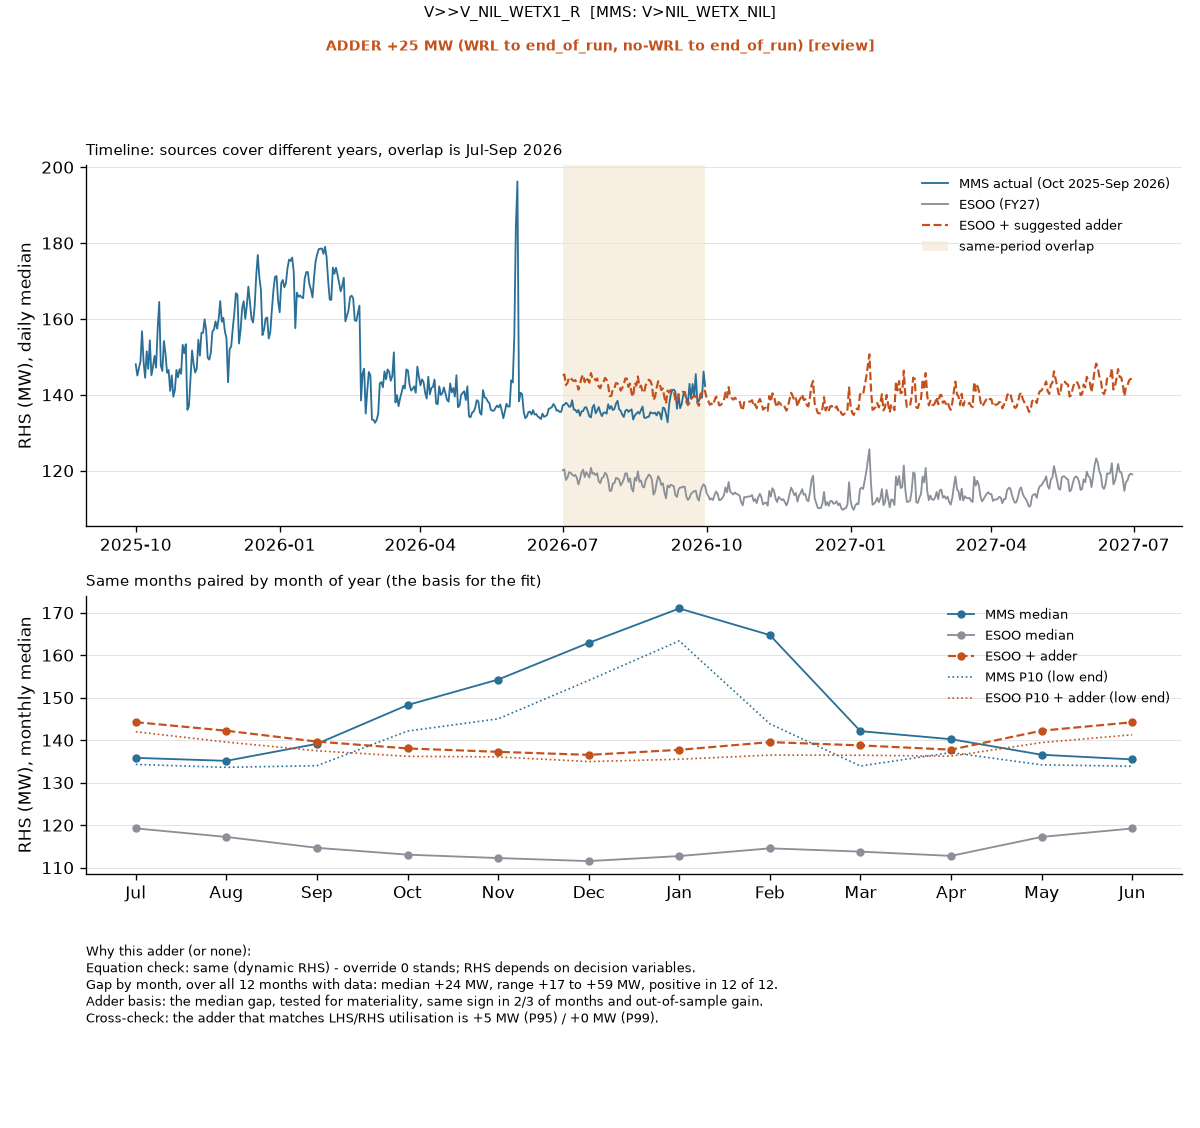 V>>V_NIL_WETX1_R  [MMS: V>NIL_WETX_NIL]
ADDER +25 MW (WRL to end_of_run, no-WRL to end_of_run) [review]
Timeline: sources cover different years, overlap is Jul-Sep 2026
RHS (MW), daily median
200
180
160
140
120
MMS actual (Oct 2025-Sep 2026)
ESOO (FY27)
ESOO + suggested adder
same-period overlap
2025-10
2026-01
2026-04
2026-07
2026-10
2027-01
2027-04
2027-07
Same months paired by month of year (the basis for the fit)
RHS (MW), monthly median
170
160
150
140
130
120
110
MMS median
ESOO median
ESOO + adder
MMS P10 (low end)
ESOO P10 + adder (low end)
Jul
Aug
Sep
Oct
Nov
Dec
Jan
Feb
Mar
Apr
May
Jun
Why this adder (or none):
Equation check: same (dynamic RHS) - override 0 stands; RHS depends on decision variables.
Gap by month, over all 12 months with data: median +24 MW, range +17 to +59 MW, positive in 12 of 12.
Adder basis: the median gap, tested for materiality, same sign in 2/3 of months and out-of-sample gain.
Cross-check: the adder that matches LHS/RHS utilisation is +5 MW (P95) / +0 MW (P99).